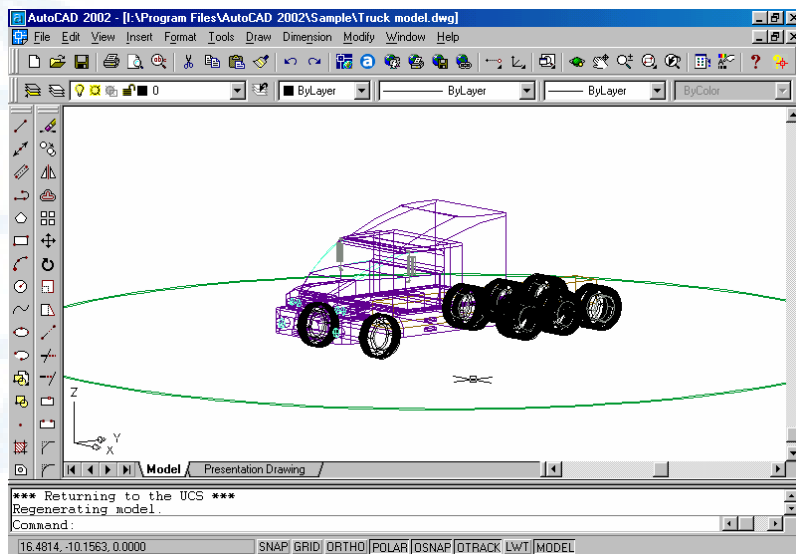 AutoCAD 2002 - [I:\Program Files\AutoCAD 2002\Sample\Truck model.dwg]
File Edit View Insert Format Tools Draw Dimension Modify Window Help
0 ByLayer ByLayer ByLayer ByColor
Z
Y
X
Model Presentation Drawing
*** Returning to the UCS ***
Regenerating model.
Command:
16.4814, -10.1563, 0.0000 SNAP GRID ORTHO POLAR OSNAP OTRACK LWT MODEL